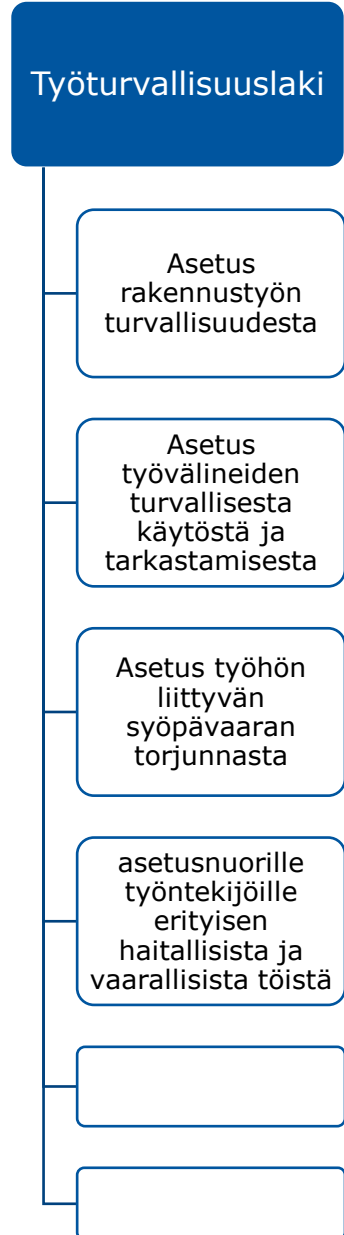 Työturvallisuuslaki
Asetus
rakennustyön
turvallisuudesta
Asetus
työvälineiden
turvallisesta
käytöstä ja
tarkastamisesta
Asetus työhön
liittyvän
syöpävaaran
torjunnasta
asetusnuorille
työntekijöille
erityisen
haitallisista ja
vaarallisista töistä